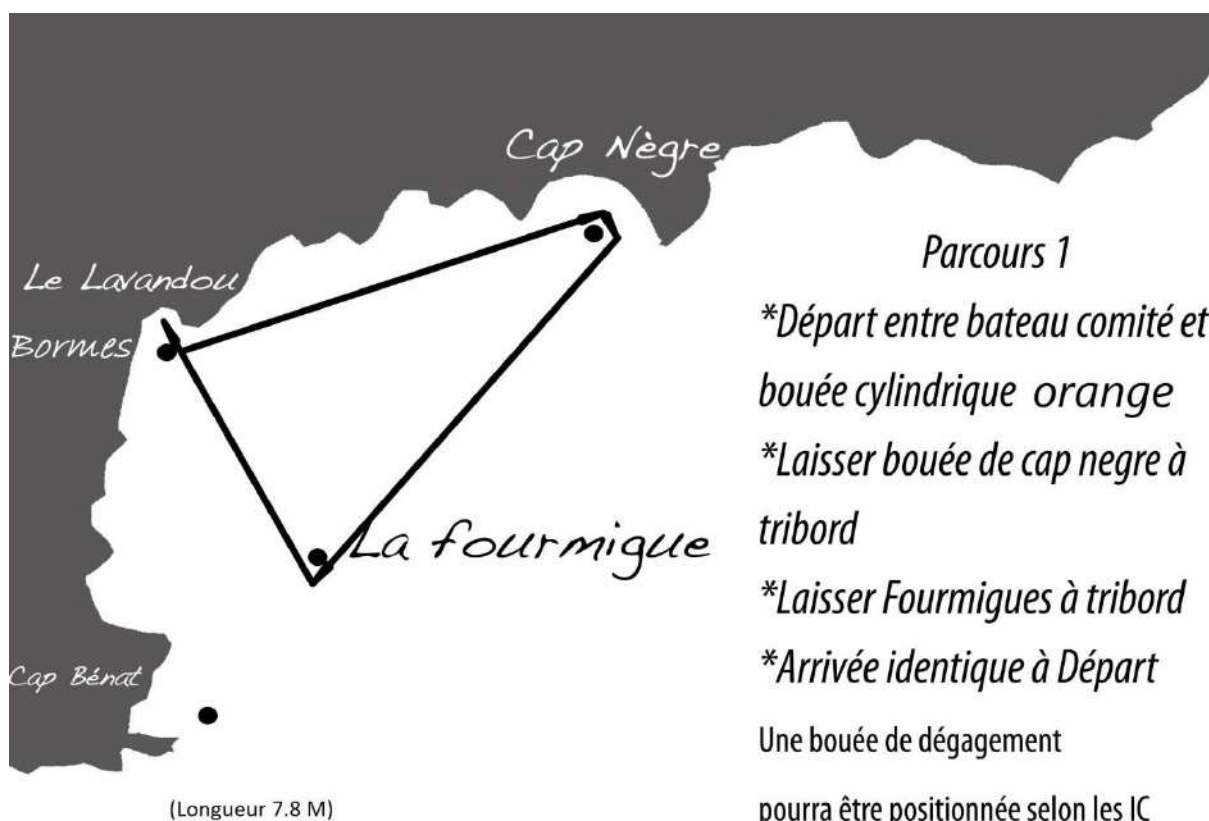 Cap Nègre
Le Lavandou
Bormes
La fourmigue
Cap Bénat
(Longueur 7.8 M)
Parcours 1
*Départ entre bateau comité et
bouée cylindrique orange
*Laisser bouée de cap negre à
tribord
*Laisser Fourmigues à tribord
*Arrivée identique à Départ
Une bouée de dégagement
pourra être positionnée selon les IC